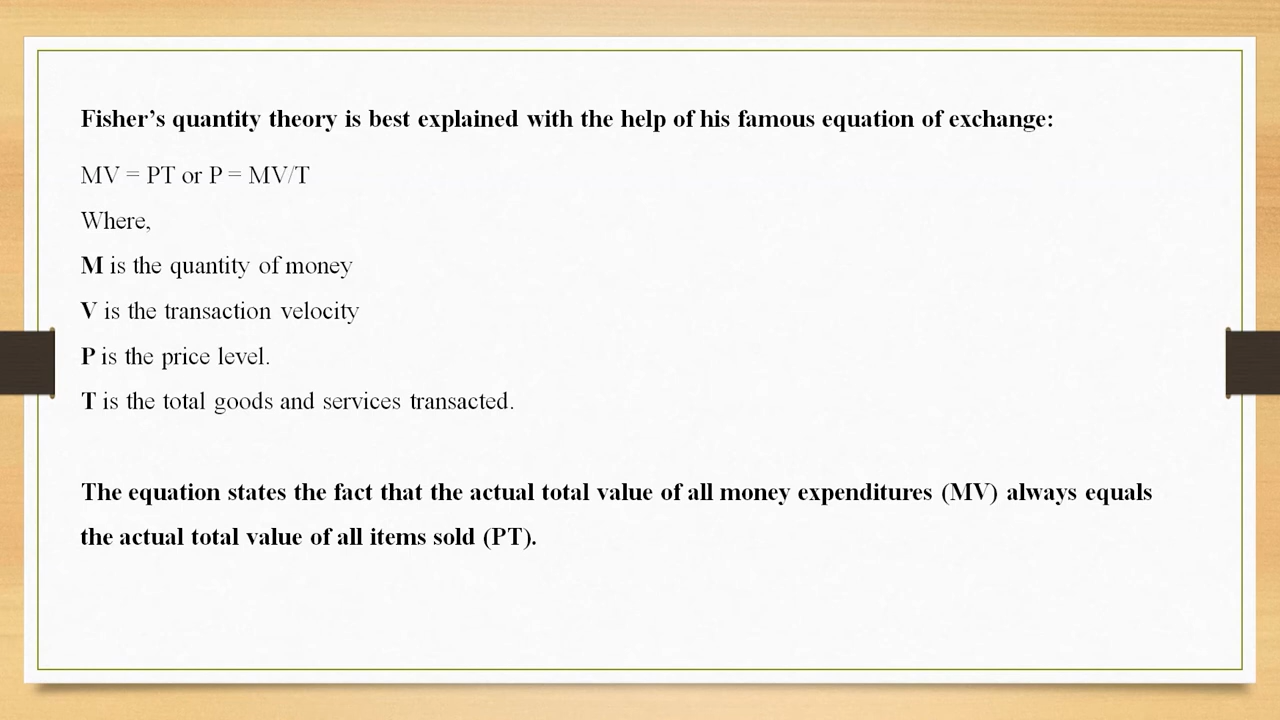 Fisher’s quantity theory is best explained with the help of his famous equation of exchange:
MV = PT or P = MV/T
Where,
M is the quantity of money
V is the transaction velocity
P is the price level.
T is the total goods and services transacted.
The equation states the fact that the actual total value of all money expenditures (MV) always equals
the actual total value of all items sold (PT).